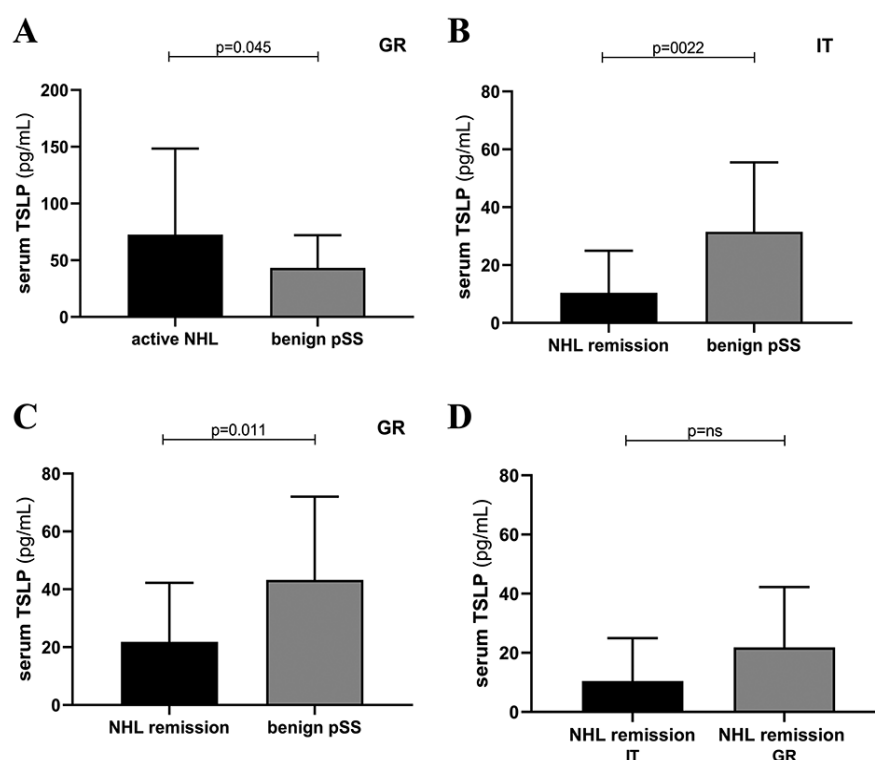 A
p=0.045
GR
serum TSLP (pg/mL)
200
150
100
50
0
active NHL
benign pSS
B
p=0022
IT
serum TSLP (pg/mL)
80
60
40
20
0
NHL remission
benign pSS
C
p=0.011
GR
serum TSLP (pg/mL)
80
60
40
20
0
NHL remission
benign pSS
D
p=ns
serum TSLP (pg/mL)
80
60
40
20
0
NHL remission
IT
NHL remission
GR